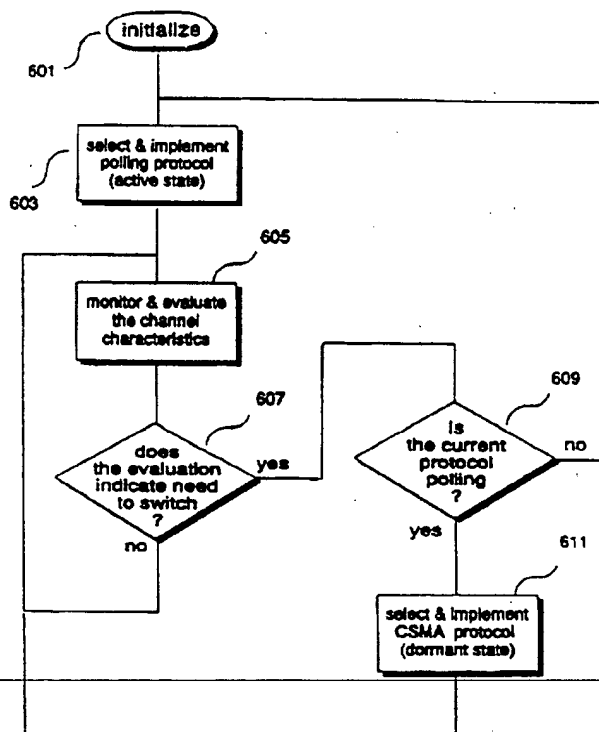 initialize
601
select & implement
polling protocol
(active state)
603
605
monitor & evaluate
the channel
characteristics
607
does
the evaluation
indicate need
to switch
?
yes
no
609
Is
the current
protocol
polling
?
no
yes
611
select & implement
CSMA protocol
(dormant state)